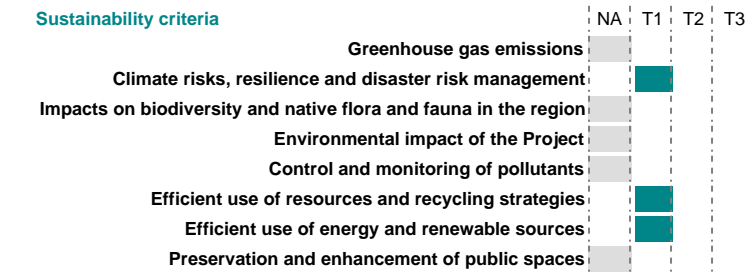 Sustainability criteria NA T1 T2 T3
Greenhouse gas emissions
Climate risks, resilience and disaster risk management
Impacts on biodiversity and native flora and fauna in the region
Environmental impact of the Project
Control and monitoring of pollutants
Efficient use of resources and recycling strategies
Efficient use of energy and renewable sources
Preservation and enhancement of public spaces